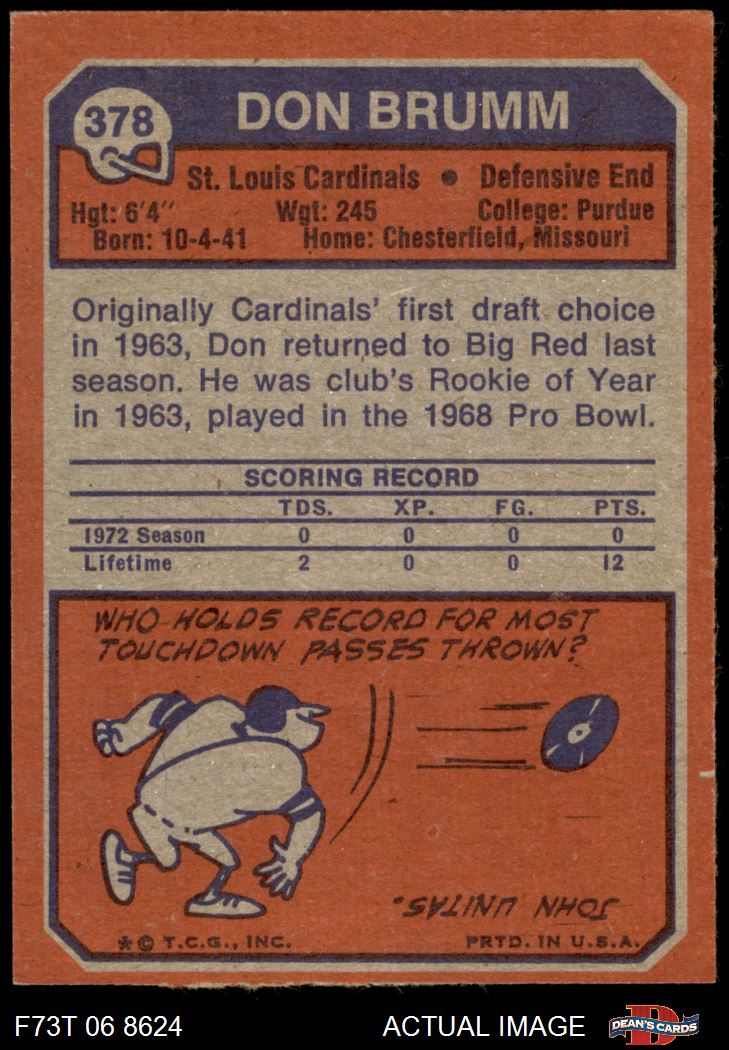 378
DON BRUMM
St. Louis Cardinals • Defensive End
Hgt: 6'4" Wgt: 245 College: Purdue
Born: 10-4-41 Home: Chesterfield, Missouri
Originally Cardinals' first draft choice
in 1963, Don returned to Big Red last
season. He was club's Rookie of Year
in 1963, played in the 1968 Pro Bowl.
SCORING RECORD
TDS. XP. FG. PTS.
1972 Season 0 0 0 0
Lifetime 2 0 0 12
WHO HOLDS RECORD FOR MOST
TOUCHDOWN PASSES THROWN?
JOHN UNITAS.
*© T.C.G., INC. PRTD. IN U.S.A.
F73T 06 8624 ACTUAL IMAGE DEAN'S CARDS